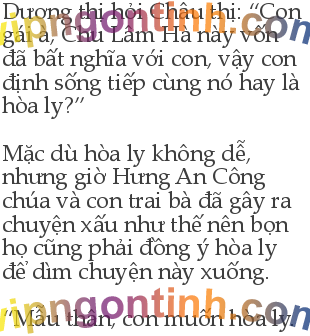 Dương thị hỏi Châu thị: “Con
gái à, Chu Lâm Hà này vốn
đã bất nghĩa với con, vậy con
định sống tiếp cùng nó hay là
hòa ly?”
Mặc dù hòa ly không dễ,
nhưng giờ Hưng An Công
chúa và con trai bà đã gây ra
chuyện xấu như thế nên bọn
họ cũng phải đồng ý hòa ly
để dìm chuyện này xuống.
“Mẫu thân, con muốn hòa ly
vipngontinh.com
vipngontinh.com